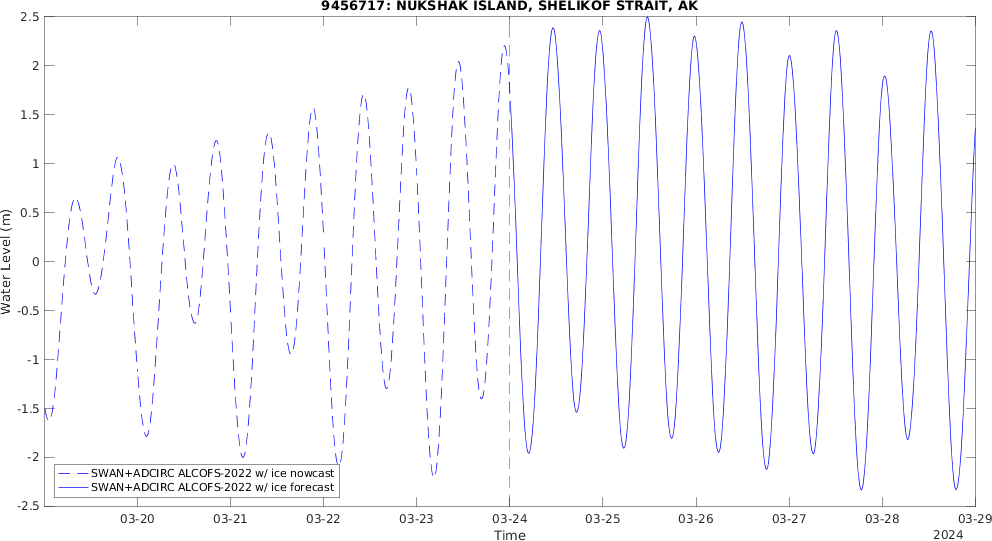 9456717: NUKSHAK ISLAND, SHELIKOF STRAIT, AK
2.5
2
1.5
1
0.5
0
-0.5
-1
-1.5
-2
-2.5
Water Level (m)
SWAN+ADCIRC ALCOFS-2022 w/ ice nowcast
SWAN+ADCIRC ALCOFS-2022 w/ ice forecast
03-20 03-21 03-22 03-23 03-24 03-25 03-26 03-27 03-28 03-29
Time
2024